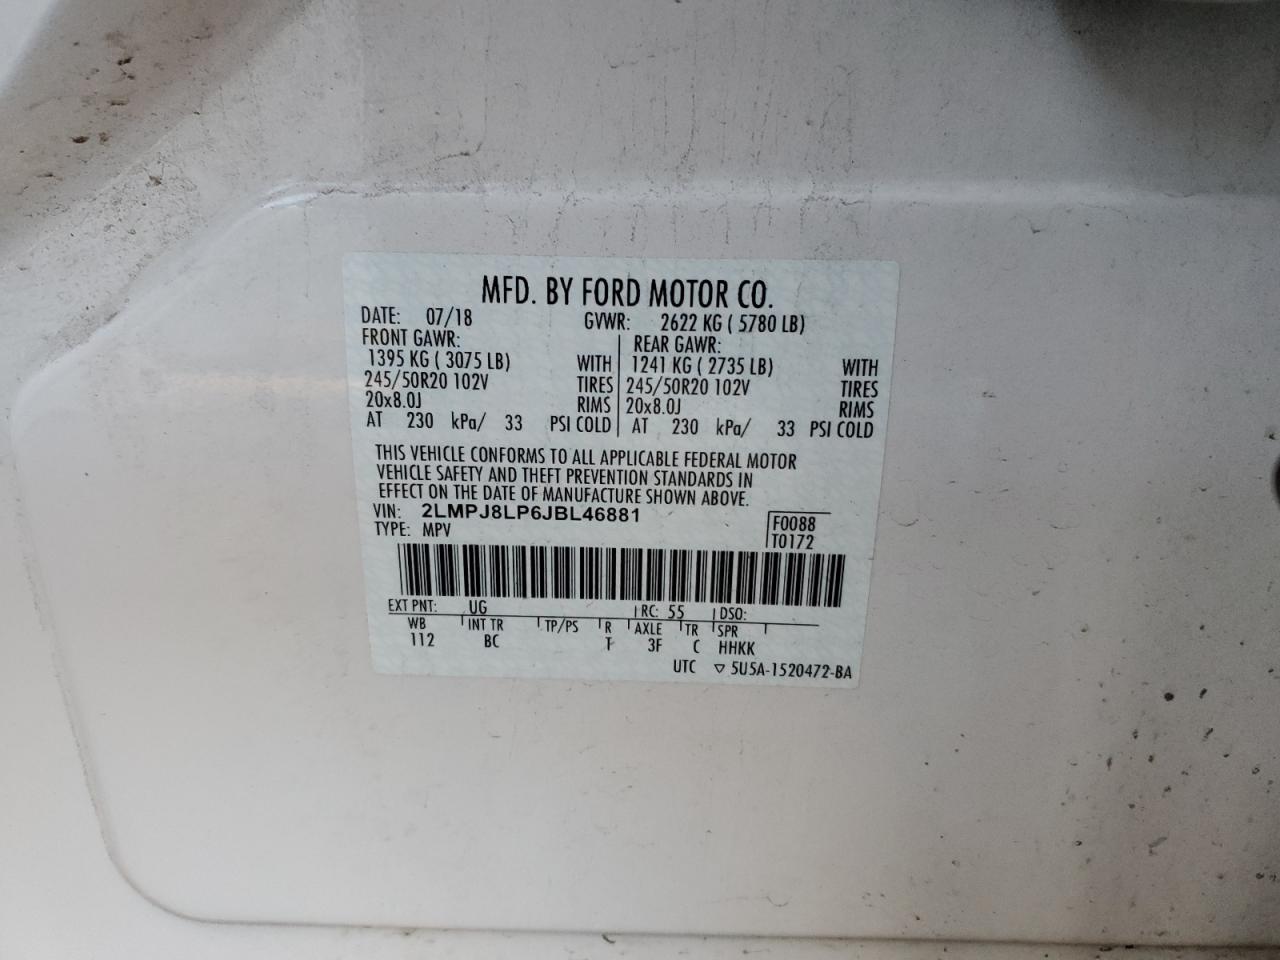 MFD. BY FORD MOTOR CO.
DATE: 07/18 GVWR: 2622 KG ( 5780 LB)
FRONT GAWR: REAR GAWR:
1395 KG ( 3075 LB) WITH 1241 KG ( 2735 LB) WITH
245/50R20 102V TIRES 245/50R20 102V TIRES
20x8.0J RIMS 20x8.0J RIMS
AT 230 kPa/ 33 PSI COLD AT 230 kPa/ 33 PSI COLD
THIS VEHICLE CONFORMS TO ALL APPLICABLE FEDERAL MOTOR
VEHICLE SAFETY AND THEFT PREVENTION STANDARDS IN
EFFECT ON THE DATE OF MANUFACTURE SHOWN ABOVE.
VIN: 2LMPJ8LP6JBL46881 F0088
TYPE: MPV T0172
EXT PNT: UG RC: 55 DSO:
WB INT TR TP/PS R AXLE TR SPR
112 BC T 3F C HHKK
UTC ▽ 5U5A-1520472-BA